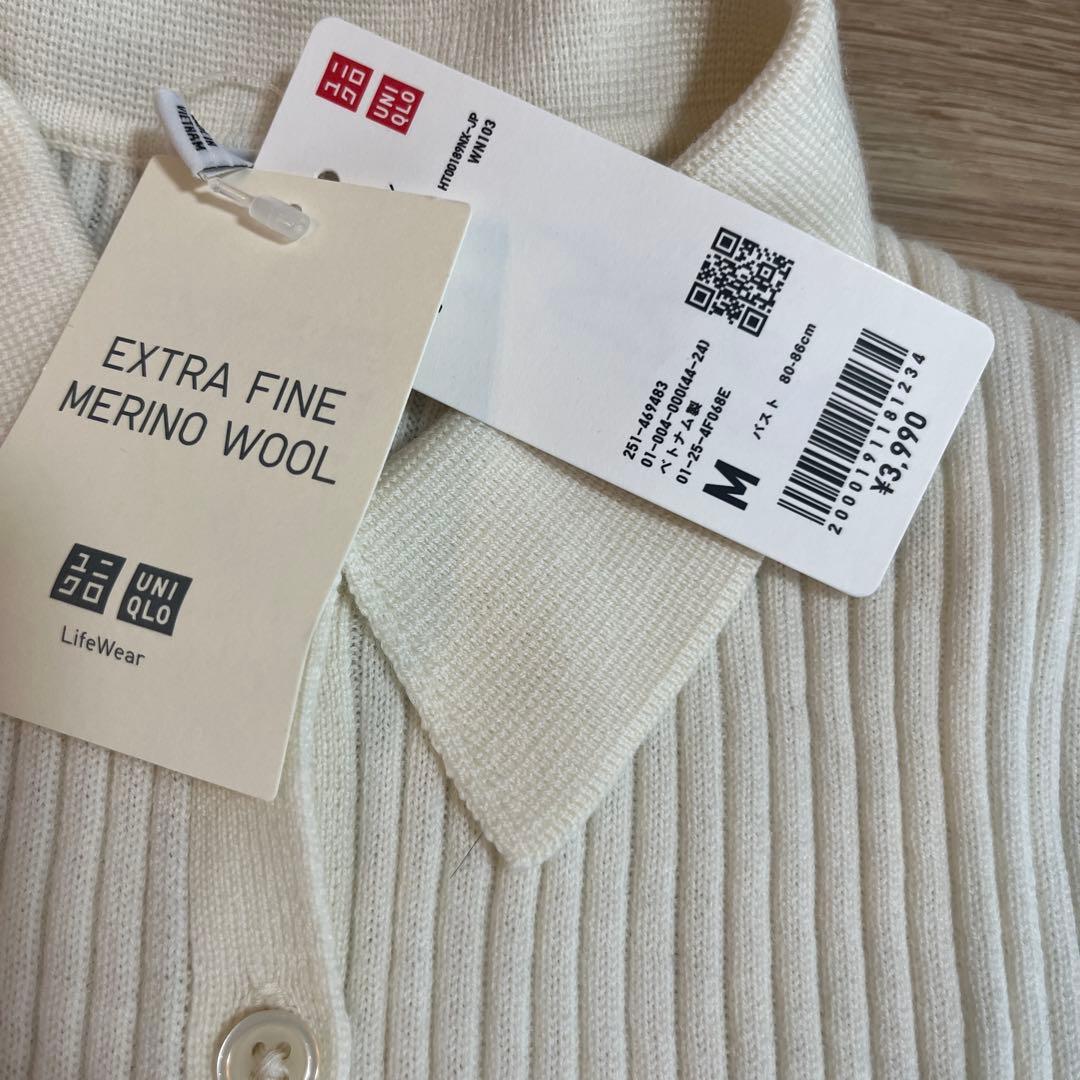 VIETNAM
EXTRA FINE
MERINO WOOL
ユニ
クロ
UNI
QLO
LifeWear
ユニ
クロ
UNI
QLO
HT00189NX-JP
WN103
251-469483
01-004-000(44-24)
ベトナム製
01-25-4F068E
M
バスト 80-86cm
2000191181234
¥3,990